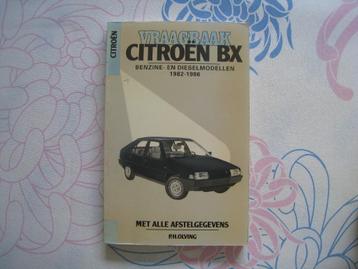 CITROËN
VRAAGBAAK
CITROËN BX
BENZINE- EN DIESELMODELLEN
1982-1986
MET ALLE AFSTELGEGEVENS
P.H. OLVING